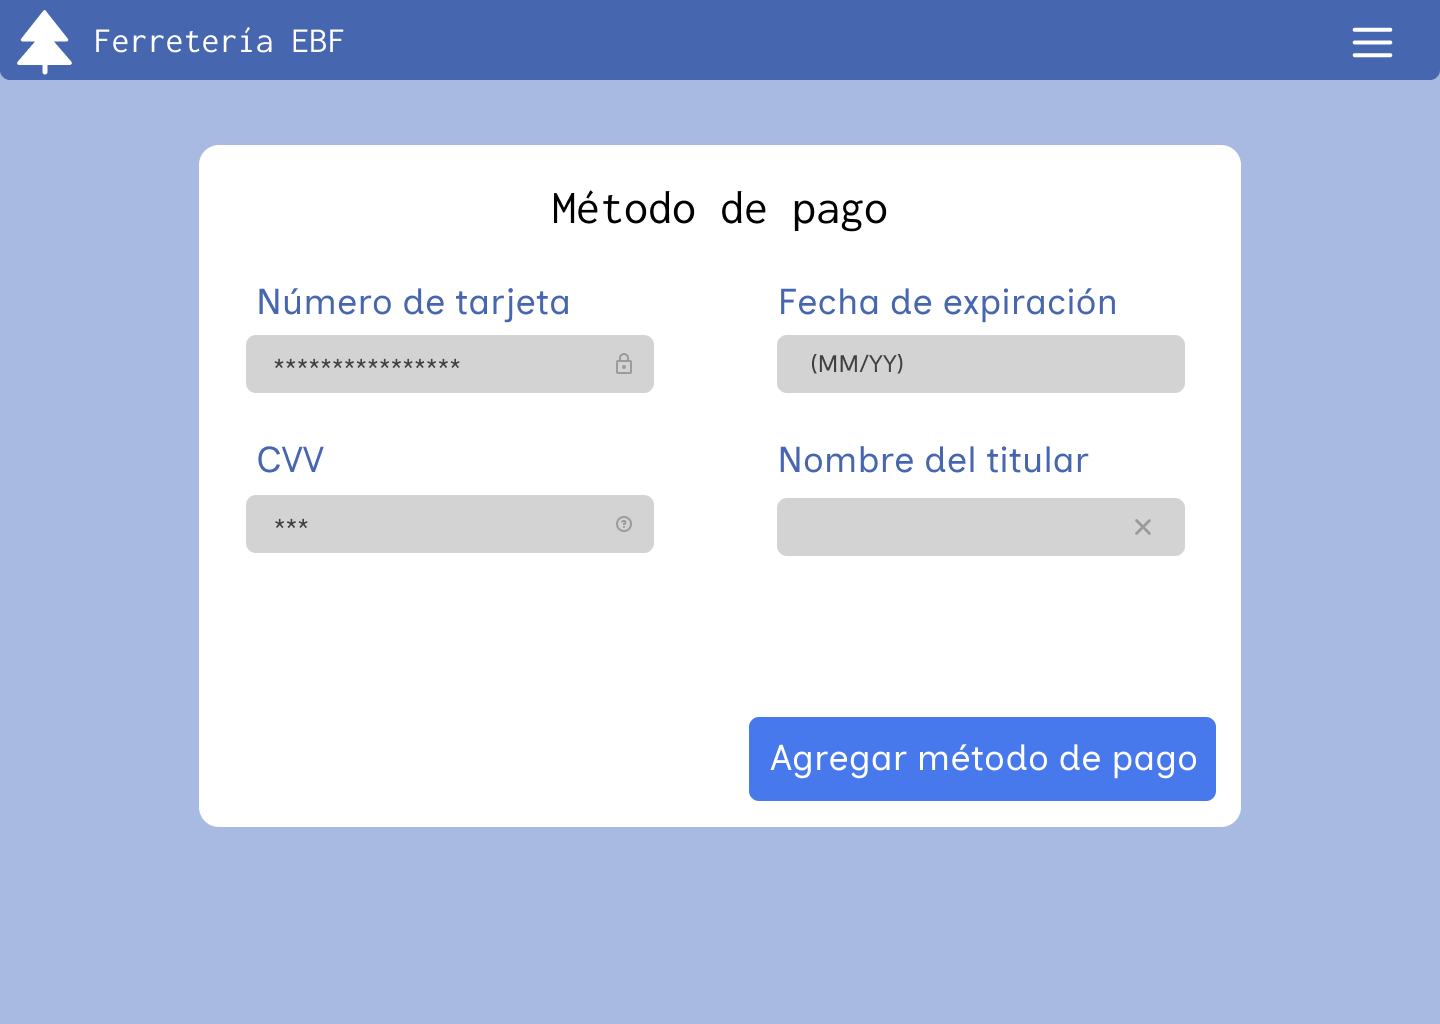 Ferretería EBF
Método de pago
Número de tarjeta
Fecha de expiración
****************
(MM/YY)
CVV
Nombre del titular
***
Agregar método de pago